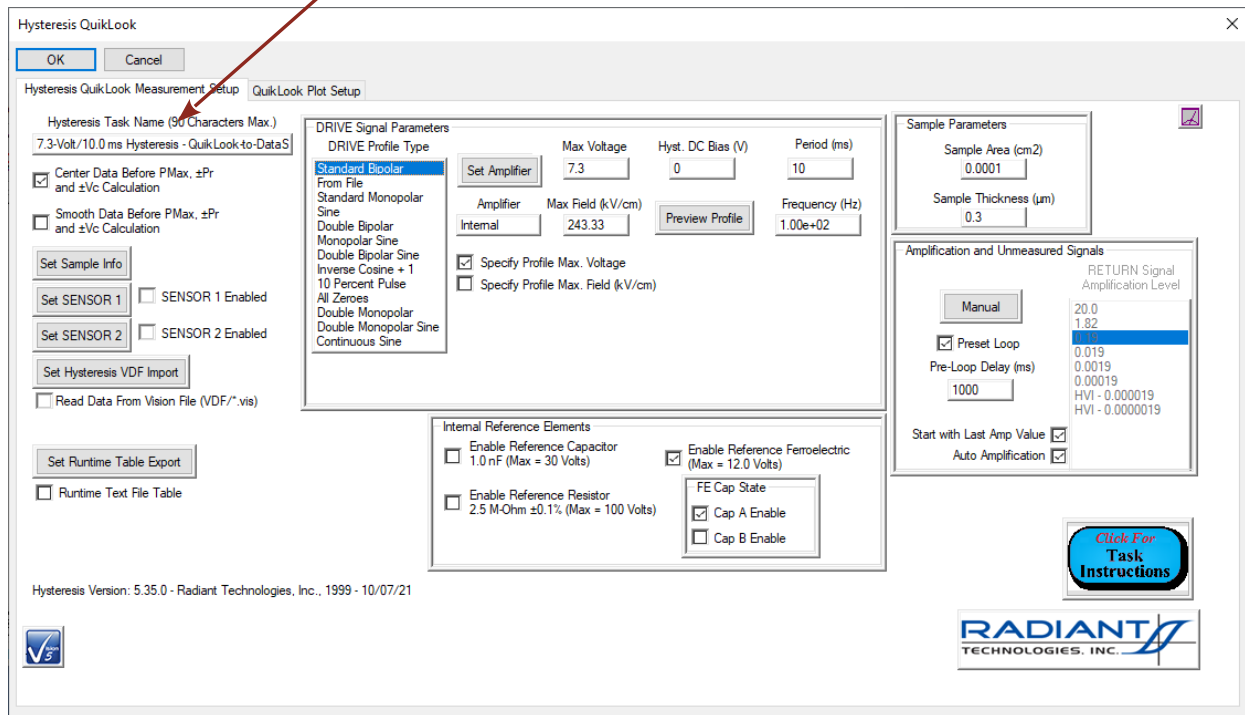 Hysteresis QuikLook
OK
Cancel
Hysteresis QuikLook Measurement Setup
QuikLook Plot Setup
Hysteresis Task Name (90 Characters Max.)
7.3-Volt/10.0 ms Hysteresis - QuikLook-to-DataS
Center Data Before PMax, ±Pr
and ±Vc Calculation
Smooth Data Before PMax, ±Pr
and ±Vc Calculation
Set Sample Info
Set SENSOR 1
SENSOR 1 Enabled
Set SENSOR 2
SENSOR 2 Enabled
Set Hysteresis VDF Import
Read Data From Vision File (VDF/*.vis)
Set Runtime Table Export
Runtime Text File Table
DRIVE Signal Parameters
DRIVE Profile Type
Standard Bipolar
From File
Standard Monopolar
Sine
Double Bipolar
Monopolar Sine
Double Bipolar Sine
Inverse Cosine + 1
10 Percent Pulse
All Zeroes
Double Monopolar
Double Monopolar Sine
Continuous Sine
Set Amplifier
Max Voltage
7.3
Hyst. DC Bias (V)
0
Period (ms)
10
Amplifier
Internal
Max Field (kV/cm)
243.33
Preview Profile
Frequency (Hz)
1.00e+02
Specify Profile Max. Voltage
Specify Profile Max. Field (kV/cm)
Internal Reference Elements
Enable Reference Capacitor
1.0 nF (Max = 30 Volts)
Enable Reference Resistor
2.5 M-Ohm ±0.1% (Max = 100 Volts)
Enable Reference Ferroelectric
(Max = 12.0 Volts)
FE Cap State
Cap A Enable
Cap B Enable
Sample Parameters
Sample Area (cm2)
0.0001
Sample Thickness (µm)
0.3
Amplification and Unmeasured Signals
RETURN Signal
Amplification Level
Manual
Preset Loop
Pre-Loop Delay (ms)
1000
20.0
1.82
0.19
0.019
0.0019
0.00019
HVI - 0.000019
HVI - 0.0000019
Start with Last Amp Value
Auto Amplification
Click For
Task
Instructions
Hysteresis Version: 5.35.0 - Radiant Technologies, Inc., 1999 - 10/07/21
RADIANT
TECHNOLOGIES, INC.